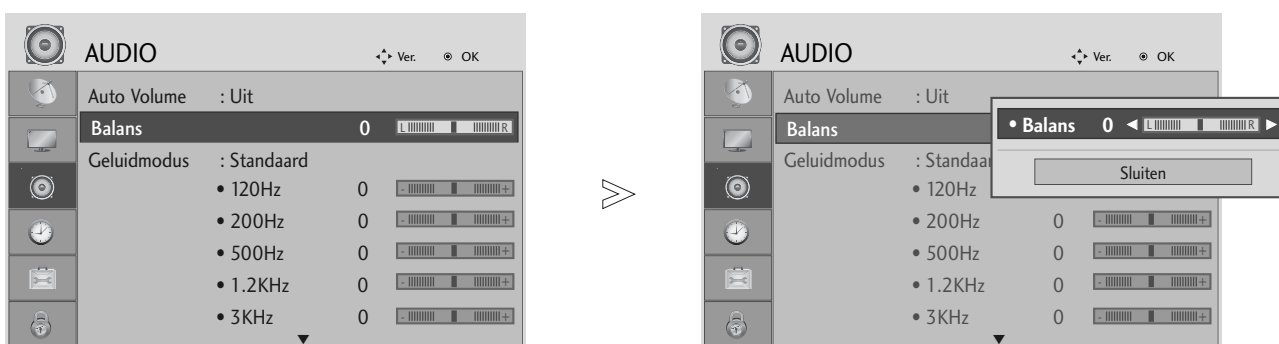 AUDIO Ver. OK
Auto Volume : Uit
Balans 0 L R
Geluidmodus : Standaard
• 120Hz 0 - +
• 200Hz 0 - +
• 500Hz 0 - +
• 1.2KHz 0 - +
• 3KHz 0 - +
AUDIO Ver. OK
Auto Volume : Uit
Balans
Geluidmodus : Standaar
• 120Hz
• 200Hz 0 - +
• 500Hz 0 - +
• 1.2KHz 0 - +
• 3KHz 0 - +
• Balans 0 L R
Sluiten